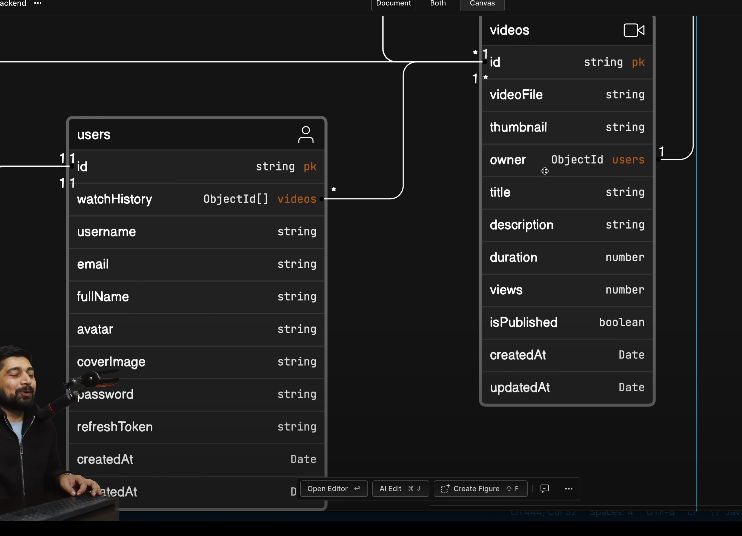 ackend ···
Document Both Canvas
videos
* 1
id string pk
1 *
videoFile string
thumbnail string
owner ObjectId users
1
title string
description string
duration number
views number
isPublished boolean
createdAt Date
updatedAt Date
users
1 1
id string pk
1 1
watchHistory ObjectId[] videos
*
username string
email string
fullName string
avatar string
coverImage string
password string
refreshToken string
createdAt Date
atedAt D
Open Editor ↩ AI Edit ⌘ J Create Figure ⇧ F ···